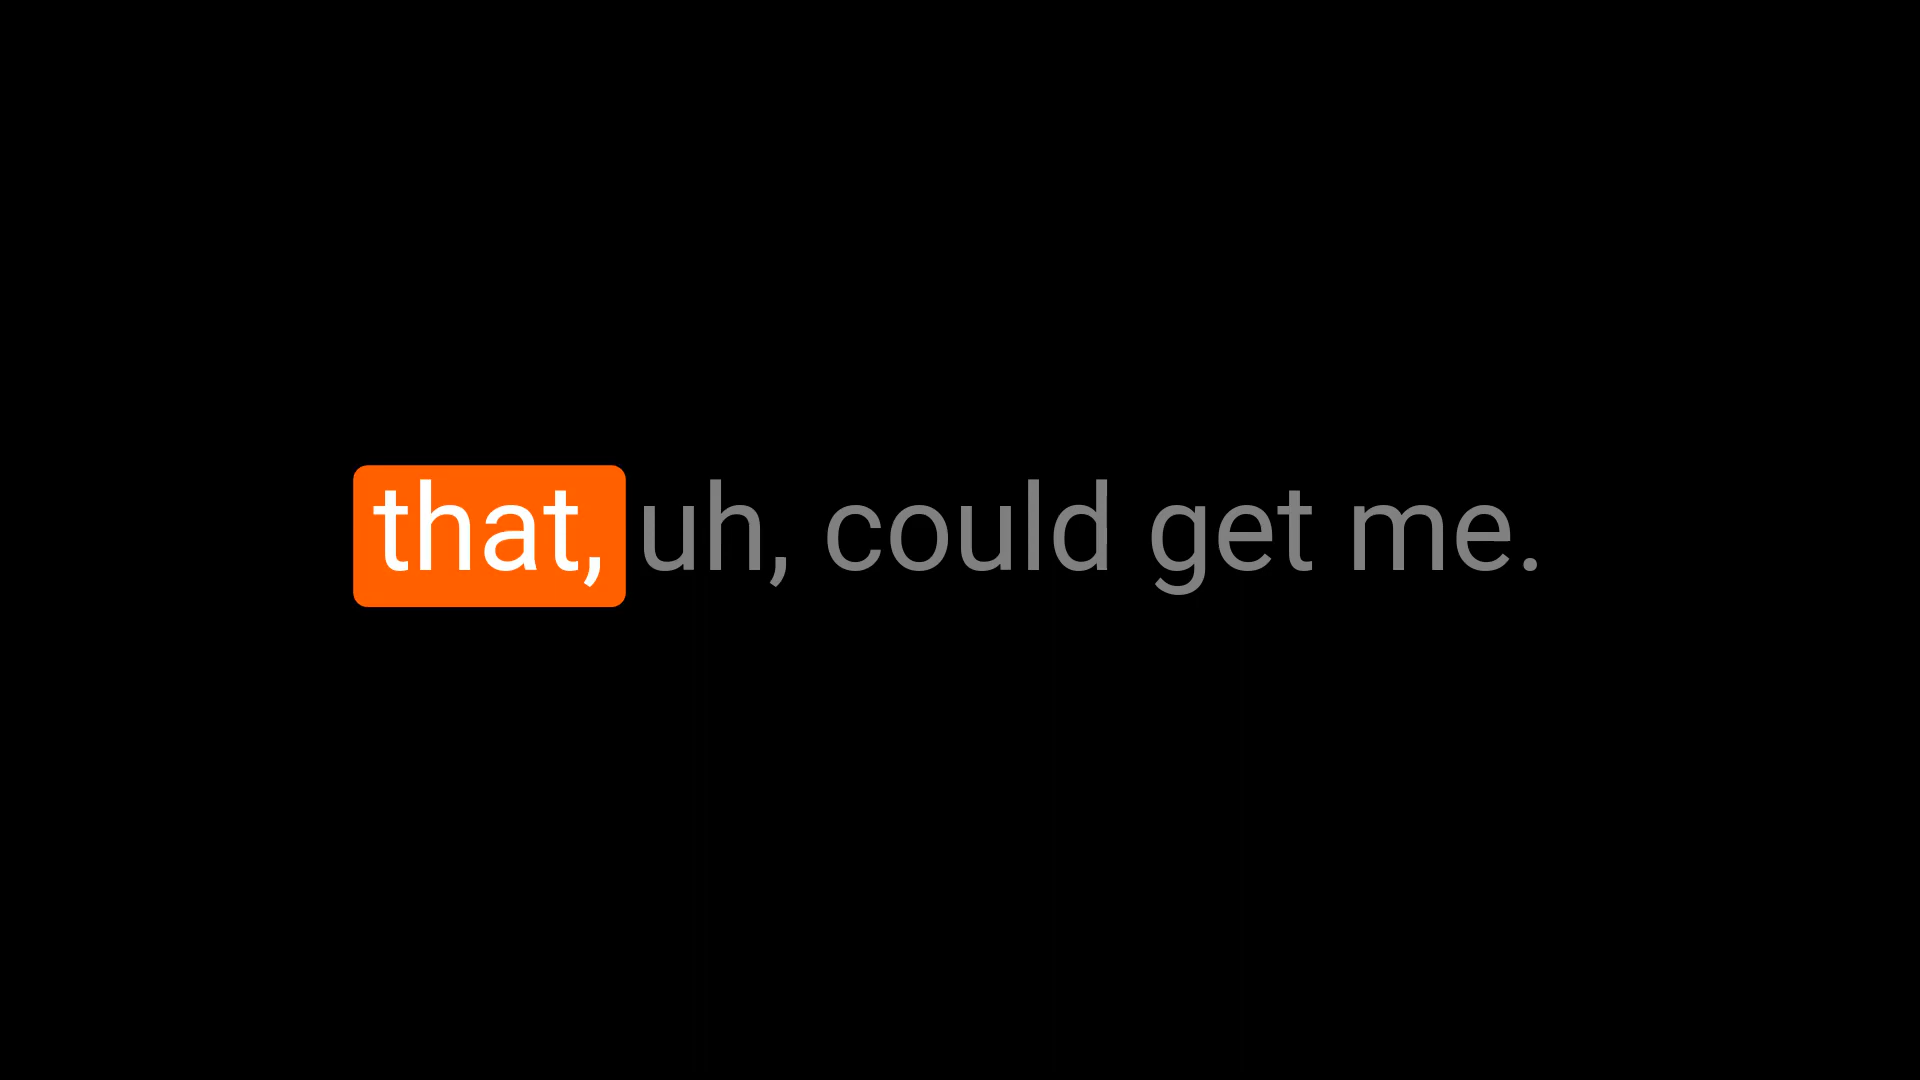 that, uh, could get me.